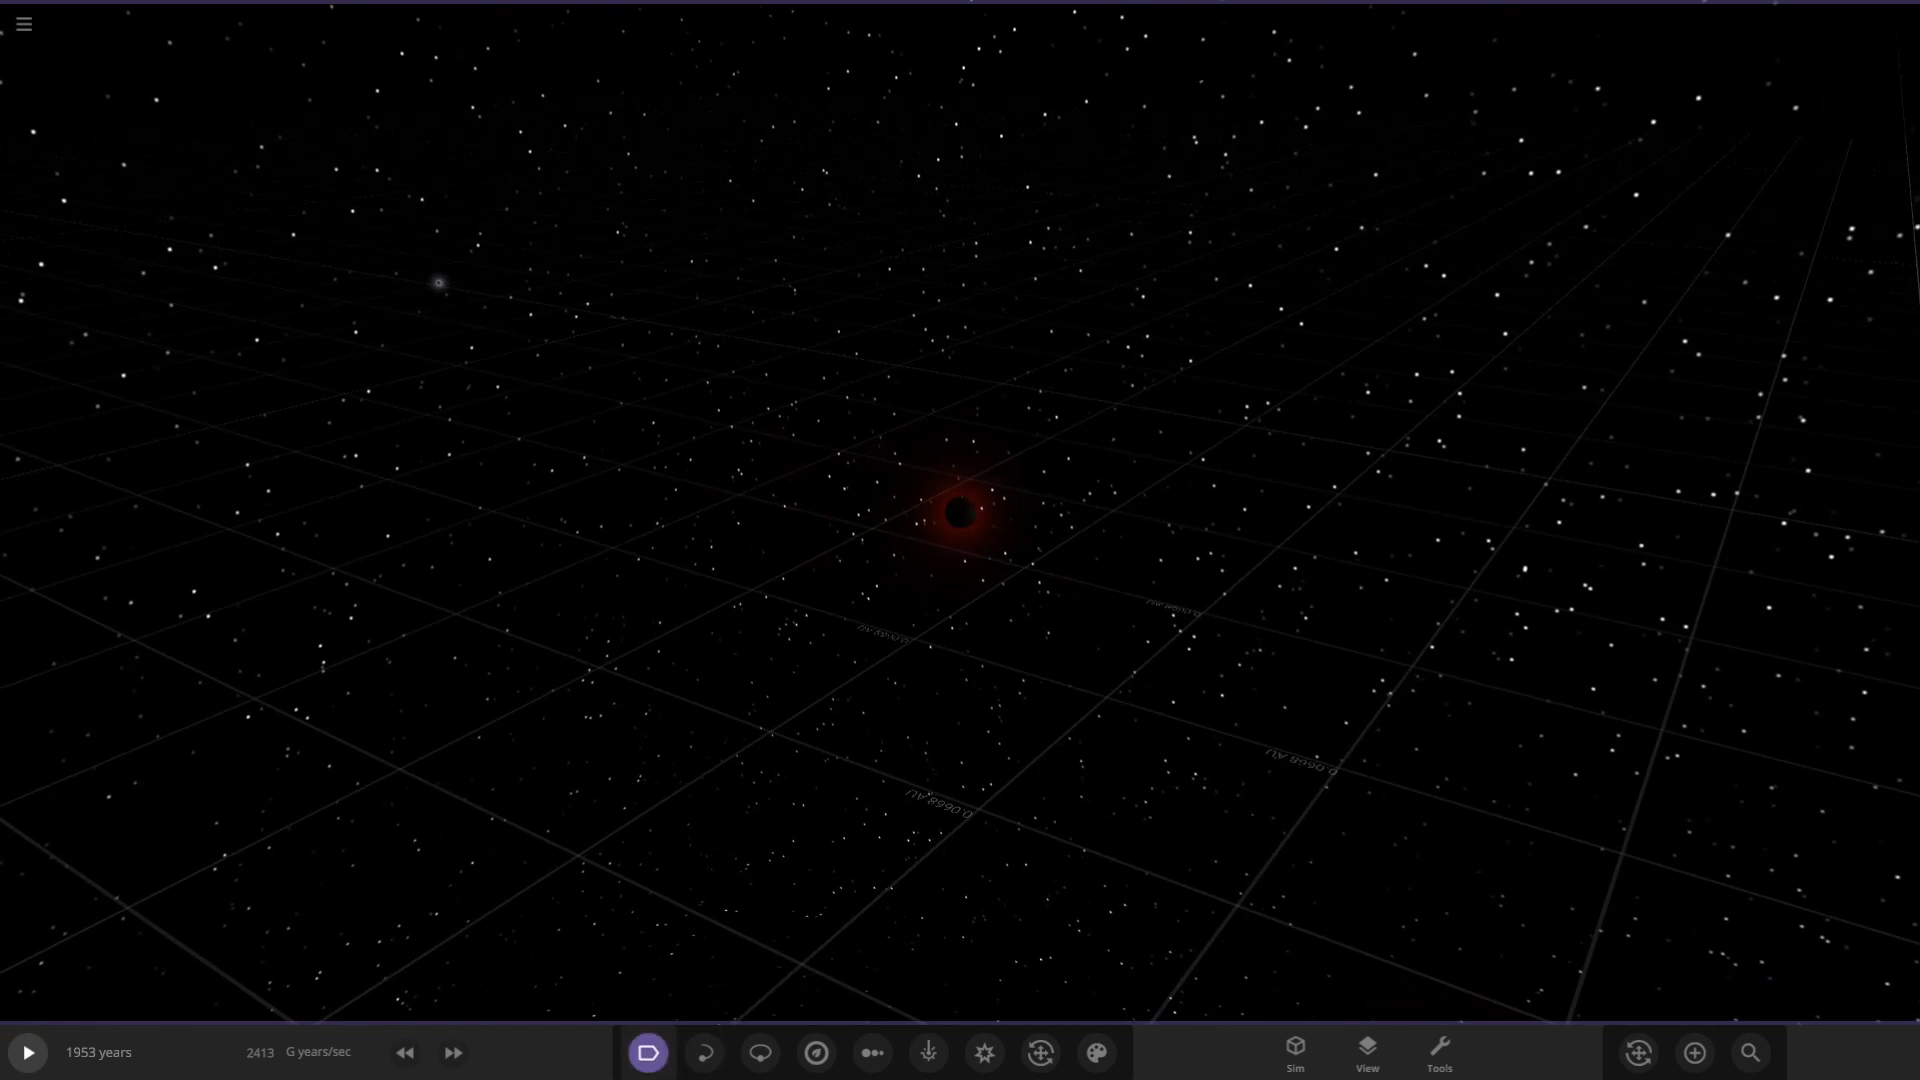 0.0668 AU
0.0668 AU
1953 years
2413 G years/sec
Sim
View
Tools